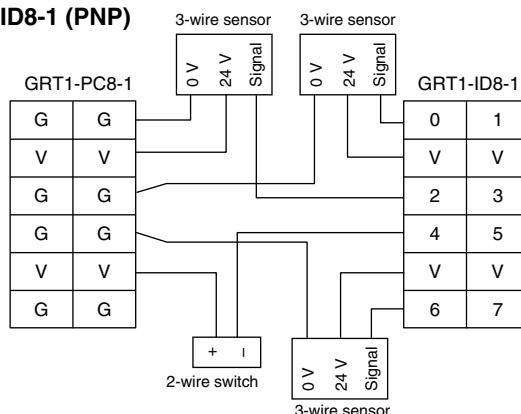 ID8-1 (PNP)
3-wire sensor 3-wire sensor
0 V 24 V Signal 0 V 24 V Signal
GRT1-PC8-1 GRT1-ID8-1
G G 0 1
V V V V
G G 2 3
G G 4 5
V V V V
G G 6 7
+ –
2-wire switch
0 V 24 V Signal
3-wire sensor